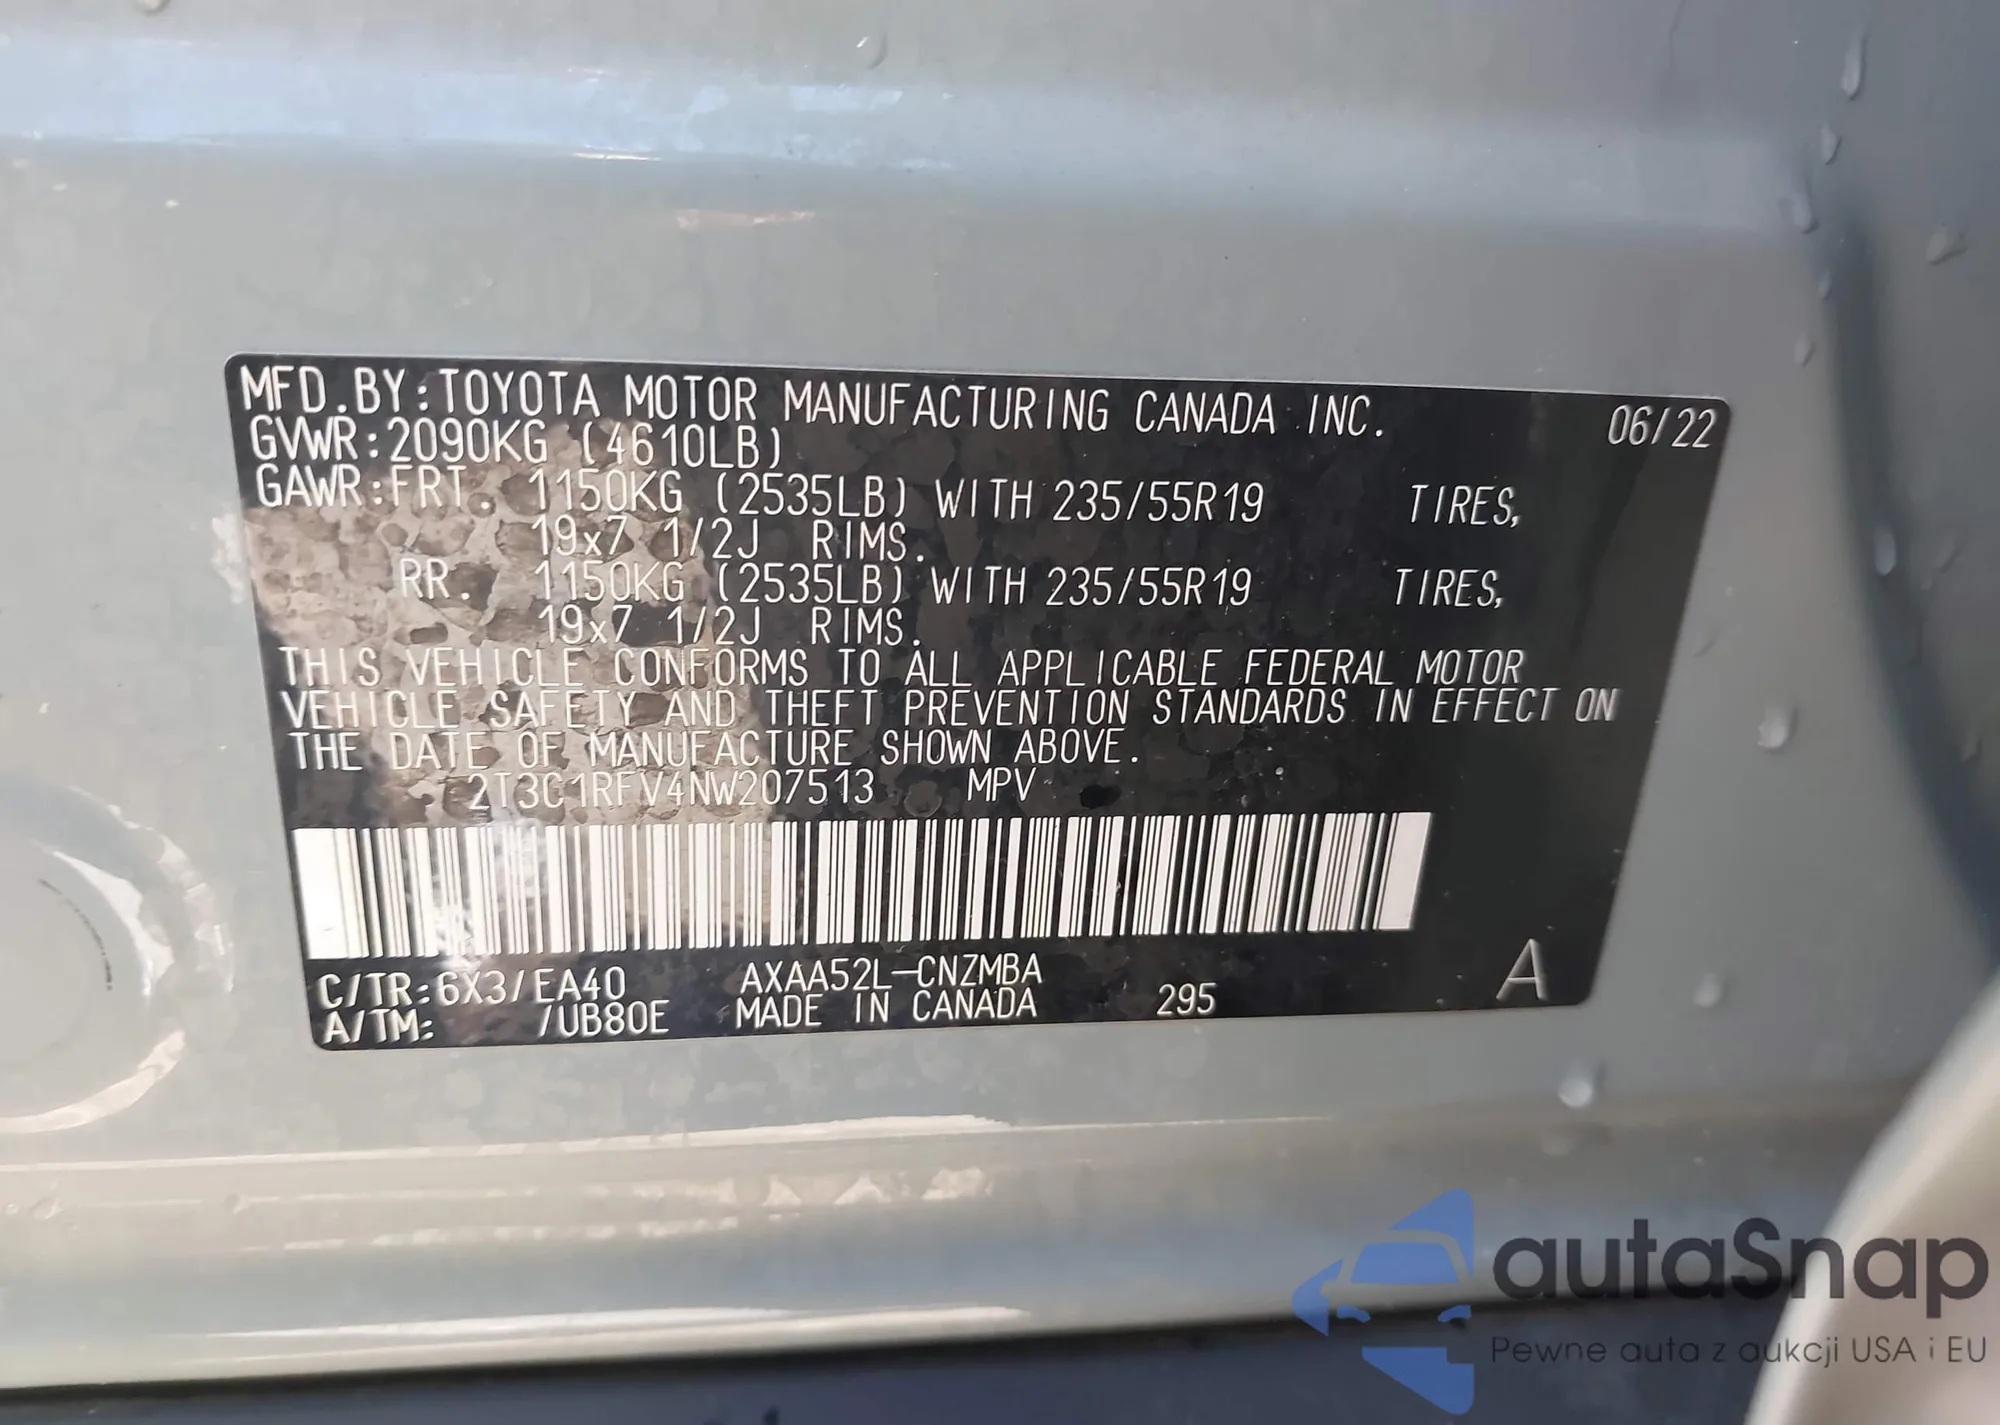 MFD.BY:TOYOTA MOTOR MANUFACTURING CANADA INC. 06/22
GVWR:2090KG (4610LB)
GAWR:FRT. 1150KG (2535LB) WITH 235/55R19 TIRES,
19x7 1/2J RIMS.
RR. 1150KG (2535LB) WITH 235/55R19 TIRES,
19x7 1/2J RIMS.
THIS VEHICLE CONFORMS TO ALL APPLICABLE FEDERAL MOTOR
VEHICLE SAFETY AND THEFT PREVENTION STANDARDS IN EFFECT ON
THE DATE OF MANUFACTURE SHOWN ABOVE.
2T3C1RFV4NW207513 MPV
C/TR:6X3/EA40 AXAA52L-CNZMBA A
A/TM: /UB80E MADE IN CANADA 295
autaSnap
Pewne auta z aukcji USA i EU